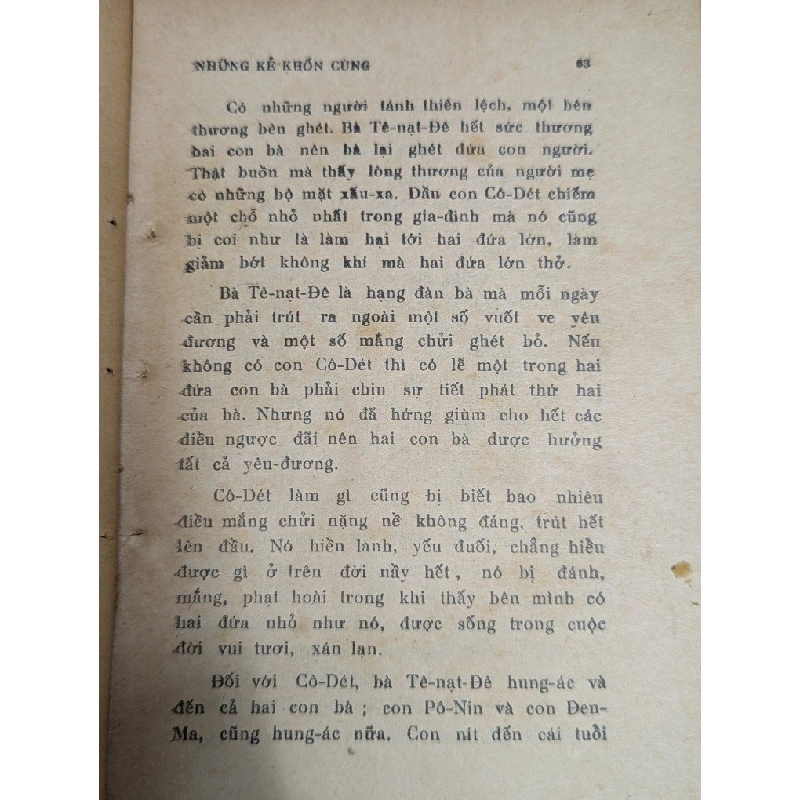 NHỮNG KẺ KHỐN CÙNG 63
Có những người tánh thiên lệch, một bên
thương bên ghét. Bà Tê-nạt-Đê hết sức thương
hai con bà nên bà lại ghét đứa con người.
Thật buồn mà thấy lòng thương của người mẹ
có những bộ mặt xấu-xa. Dầu con Cô-Dét chiếm
một chỗ nhỏ nhất trong gia-đình mà nó cũng
bị coi như là làm hại tới hai đứa lớn, làm
giảm bớt không khí mà hai đứa lớn thở.
Bà Tê-nạt-Đê là hạng đàn bà mà mỗi ngày
cần phải trút ra ngoài một số vuốt ve yêu
đương và một số mắng chửi ghét bỏ. Nếu
không có con Cô-Dét thì có lẽ một trong hai
đứa con bà phải chịu sự tiết phát thứ hai
của bà. Nhưng nó đã hứng giùm cho hết các
điều ngược đãi nên hai con bà được hưởng
tất cả yêu-đương.
Cô-Dét làm gì cũng bị biết bao nhiêu
điều mắng chửi nặng nề không đáng, trút hết
lên đầu. Nó hiền lành, yếu đuối, chẳng hiểu
được gì ở trên đời nầy hết, nó bị đánh,
mắng, phạt hoài trong khi thấy bên mình có
hai đứa nhỏ như nó, được sống trong cuộc
đời vui tươi, xán lạn.
Đối với Cô-Dét, bà Tê-nạt-Đê hung-ác và
đến cả hai con bà ; con Pô-Nin và con Đen-
Ma, cũng hung-ác nữa. Con nít đến cái tuổi